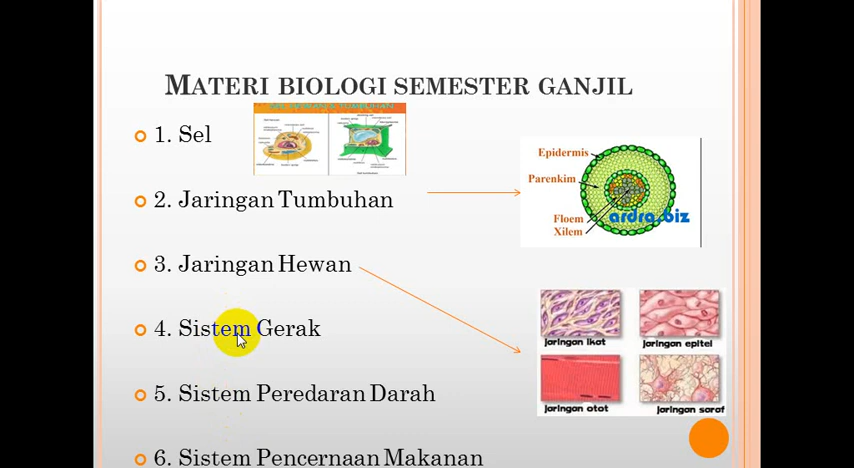 MATERI BIOLOGI SEMESTER GANJIL
1. Sel
2. Jaringan Tumbuhan
Epidermis
Parenkim
Floem
Xilem
ardra.biz
3. Jaringan Hewan
jaringan ikat
jaringan epitel
jaringan otot
jaringan saraf
4. Sistem Gerak
5. Sistem Peredaran Darah
6. Sistem Pencernaan Makanan